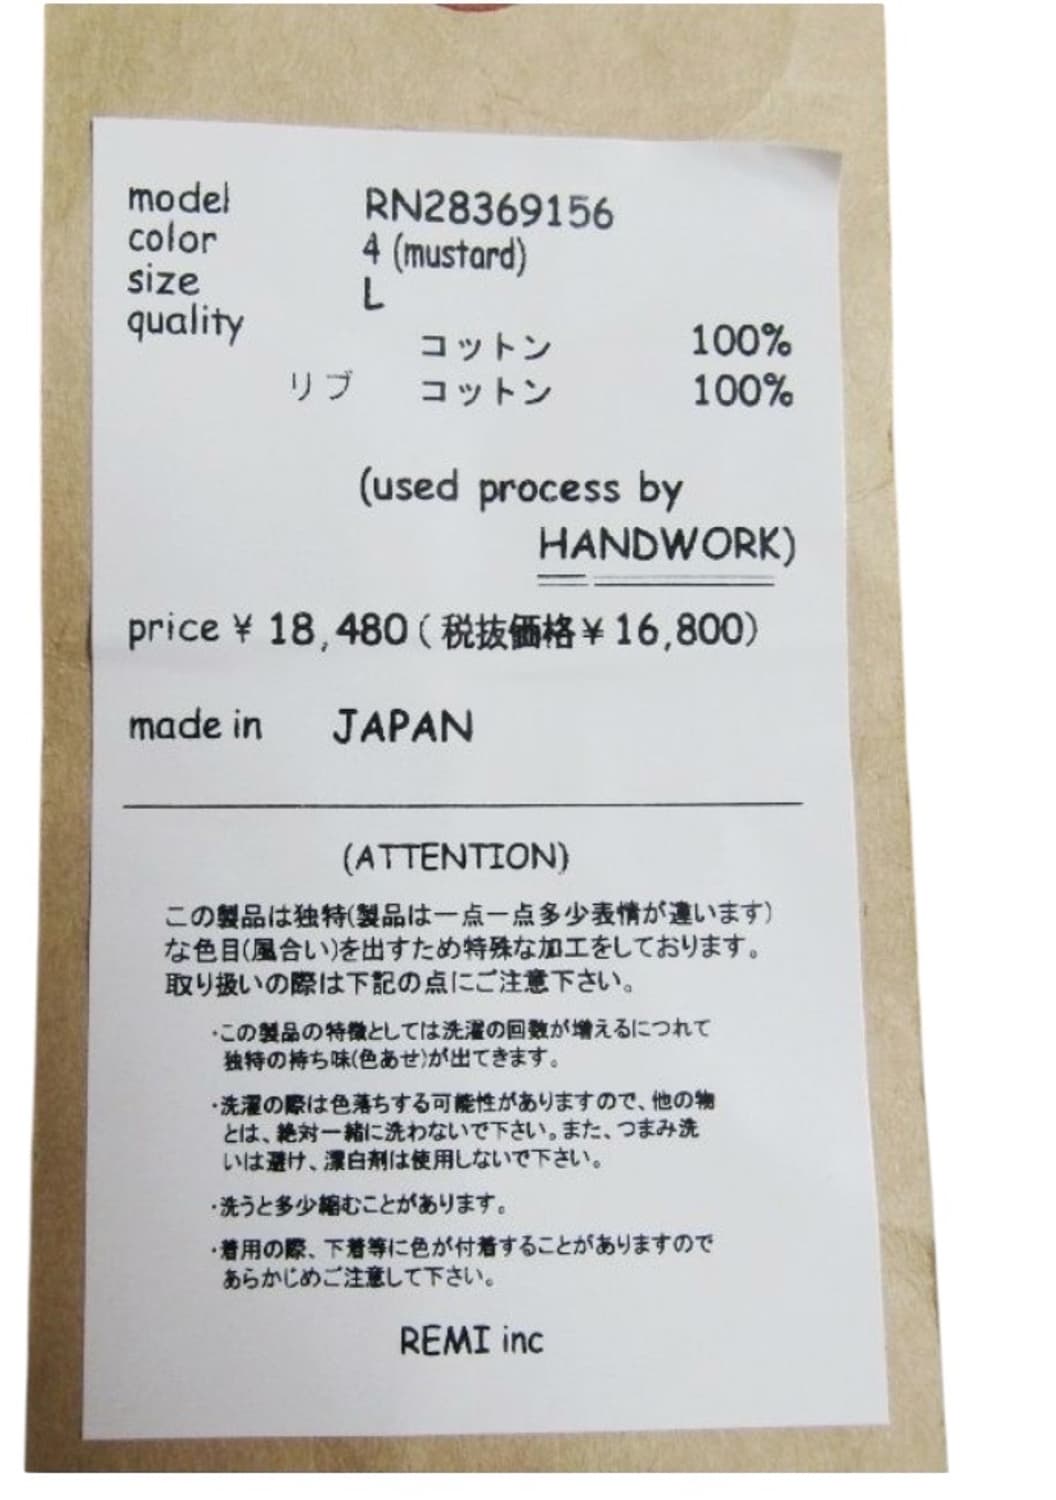 model RN28369156
color 4 (mustard)
size L
quality
コットン 100%
リブ コットン 100%
(used process by
HANDWORK)
price ¥ 18,480 ( 税抜価格 ¥ 16,800)
made in JAPAN
(ATTENTION)
この製品は独特(製品は一点一点多少表情が違います)
な色目(風合い)を出すため特殊な加工をしております。
取り扱いの際は下記の点にご注意下さい。
・この製品の特徴としては洗濯の回数が増えるにつれて
独特の持ち味(色あせ)が出てきます。
・洗濯の際は色落ちする可能性がありますので、他の物
とは、絶対一緒に洗わないで下さい。また、つまみ洗
いは避け、漂白剤は使用しないで下さい。
・洗うと多少縮むことがあります。
・着用の際、下着等に色が付着することがありますので
あらかじめご注意して下さい。
REMI inc